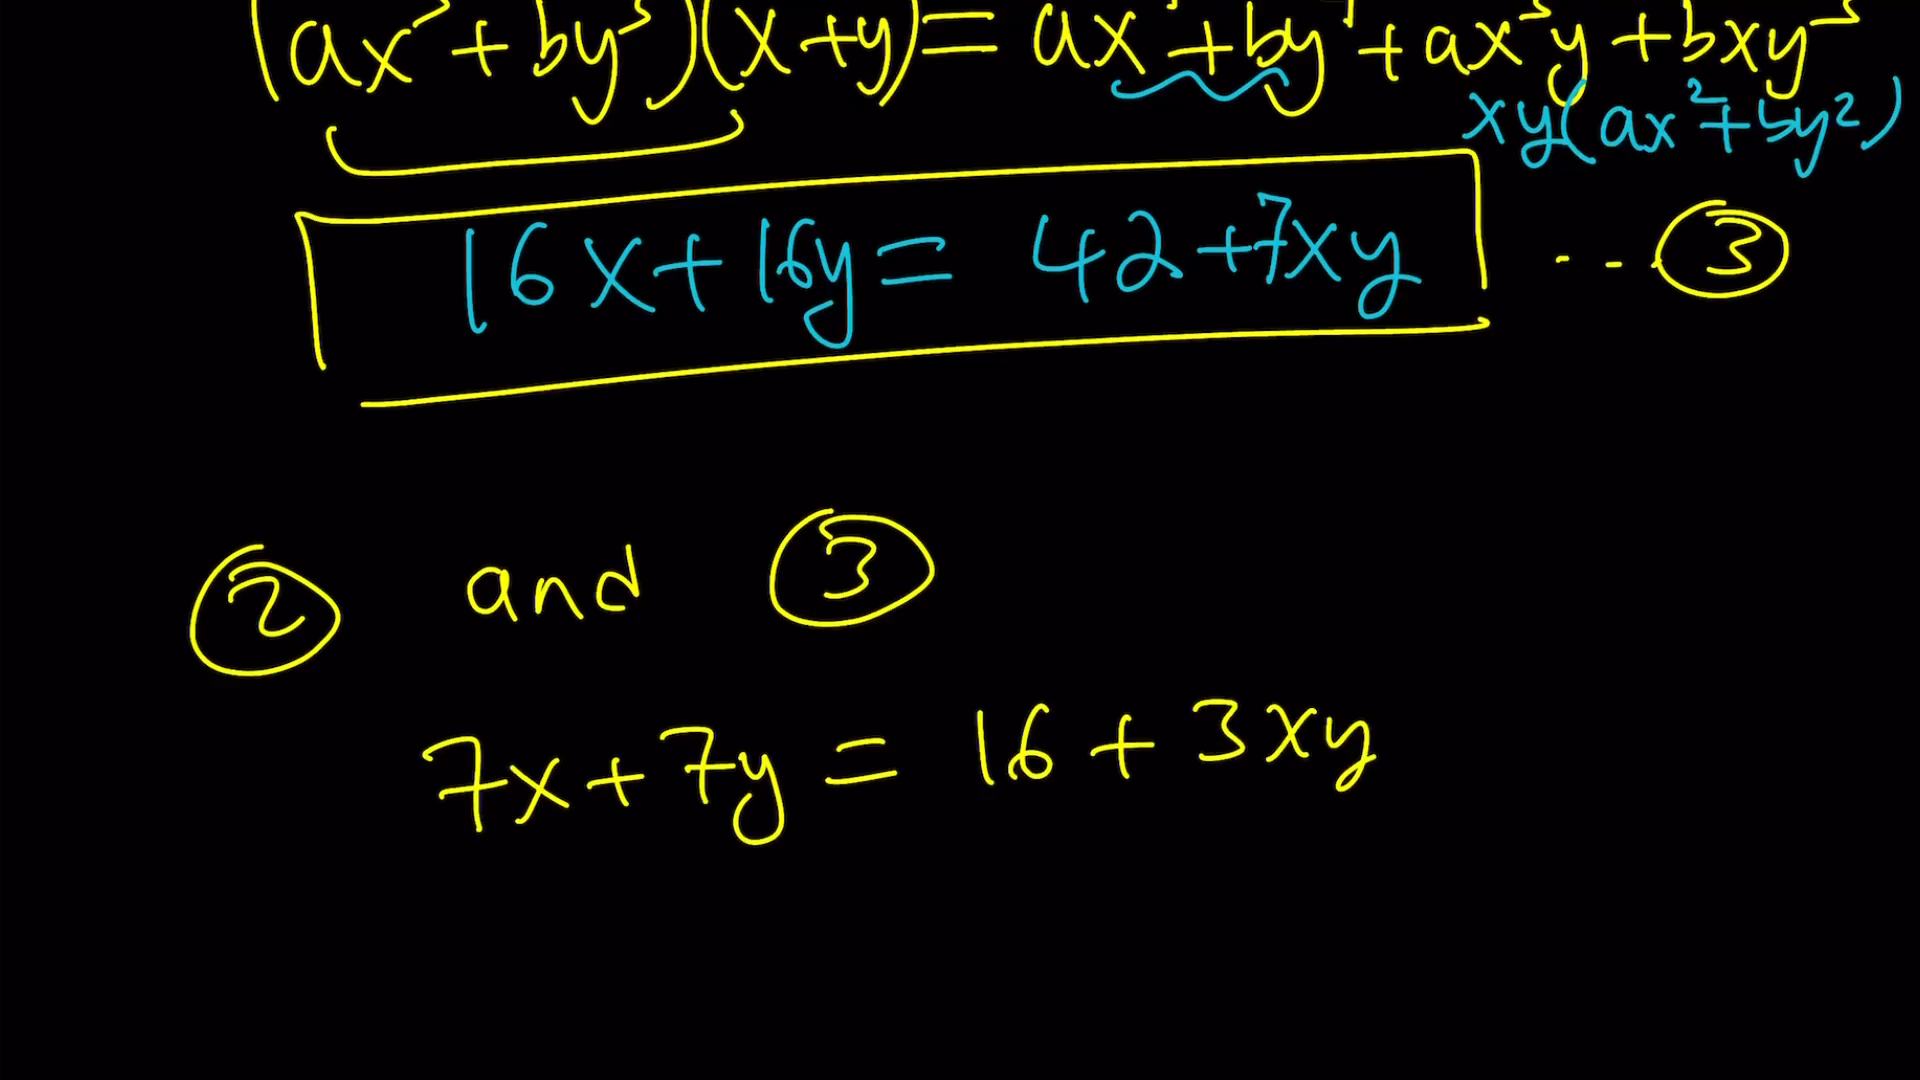 (ax³+by³)(x+y)=ax⁴+by⁴+ax³y+bxy³
xy(ax²+by²)
16x+16y=42+7xy ... ③
② and ③
7x+7y=16+3xy